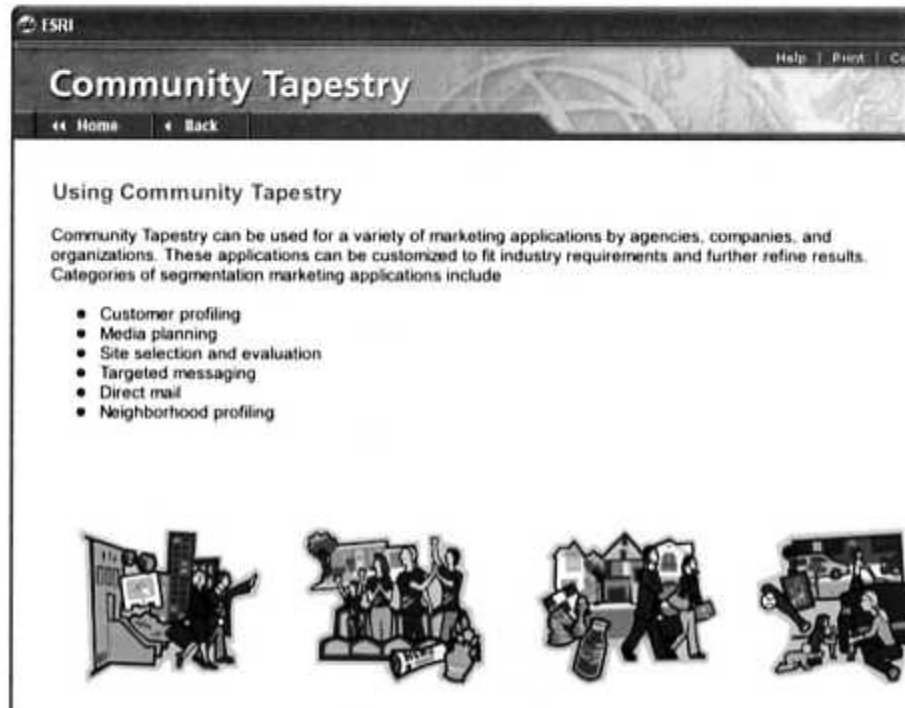 ESRI
Help | Print | Co
Community Tapestry
Home Back
Using Community Tapestry
Community Tapestry can be used for a variety of marketing applications by agencies, companies, and
organizations. These applications can be customized to fit industry requirements and further refine results.
Categories of segmentation marketing applications include
• Customer profiling
• Media planning
• Site selection and evaluation
• Targeted messaging
• Direct mail
• Neighborhood profiling